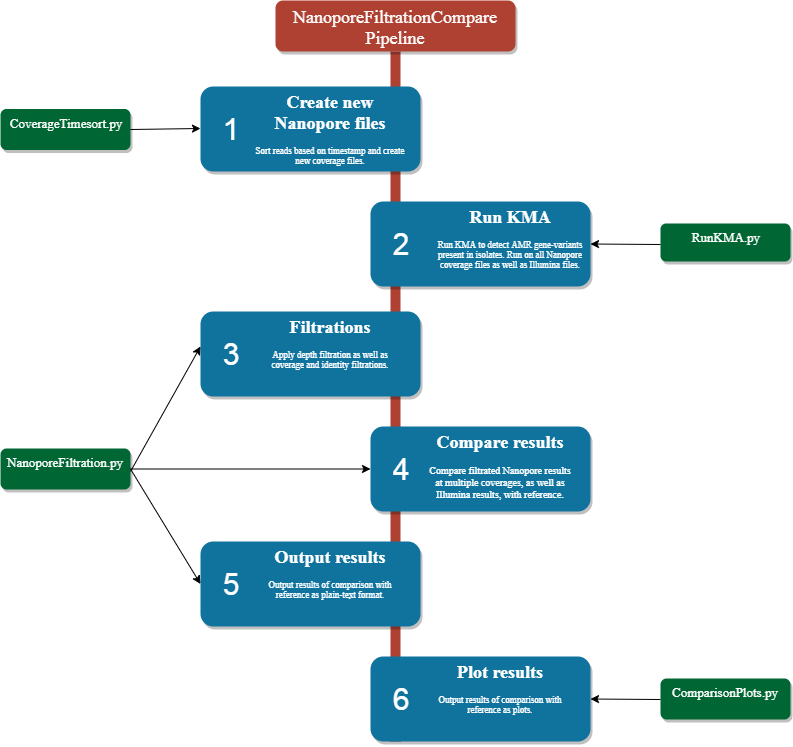 NanoporeFiltrationCompare
Pipeline
CoverageTimesort.py
1
Create new
Nanopore files
Sort reads based on timestamp and create
new coverage files.
2
Run KMA
Run KMA to detect AMR gene-variants
present in isolates. Run on all Nanopore
coverage files as well as Illumina files.
RunKMA.py
3
Filtrations
Apply depth filtration as well as
coverage and identity filtrations.
NanoporeFiltration.py
4
Compare results
Compare filtrated Nanopore results
at multiple coverages, as well as
Illumina results, with reference.
5
Output results
Output results of comparison with
reference as plain-text format.
6
Plot results
Output results of comparison with
reference as plots.
ComparisonPlots.py